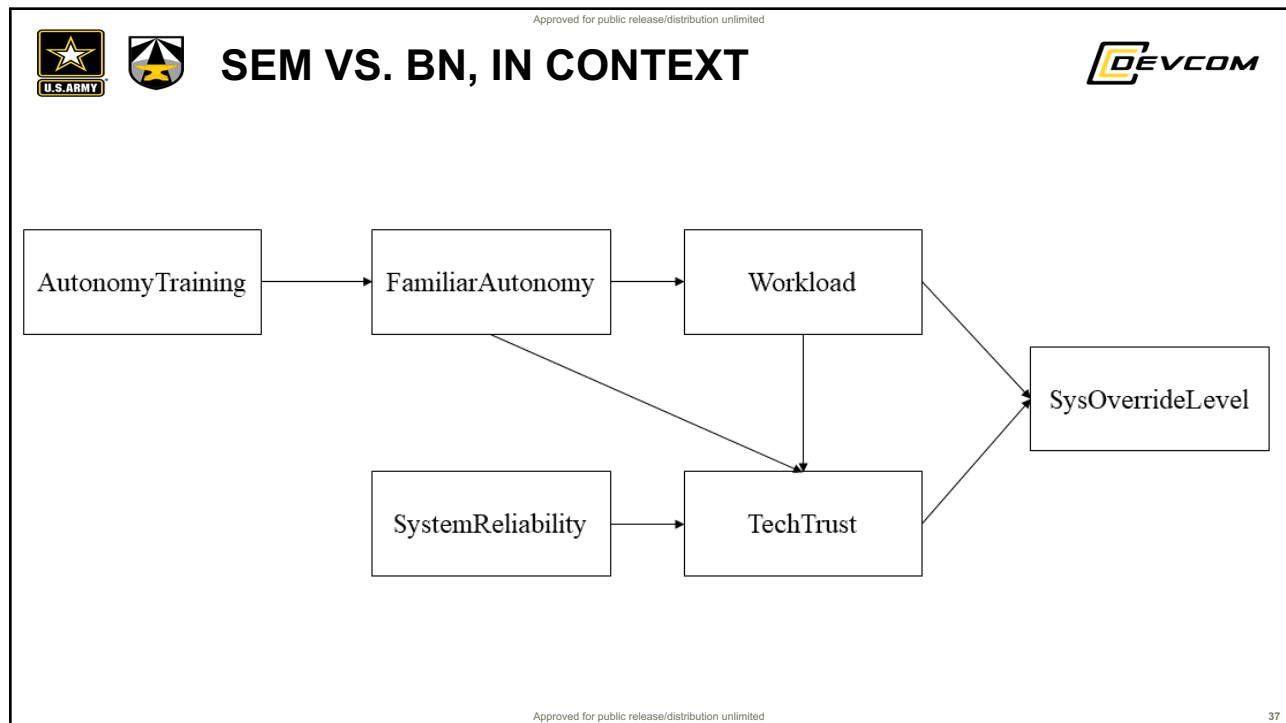 Approved for public release/distribution unlimited
U.S.ARMY
SEM VS. BN, IN CONTEXT
DEVCOM
AutonomyTraining
FamiliarAutonomy
Workload
SysOverrideLevel
SystemReliability
TechTrust
Approved for public release/distribution unlimited
37